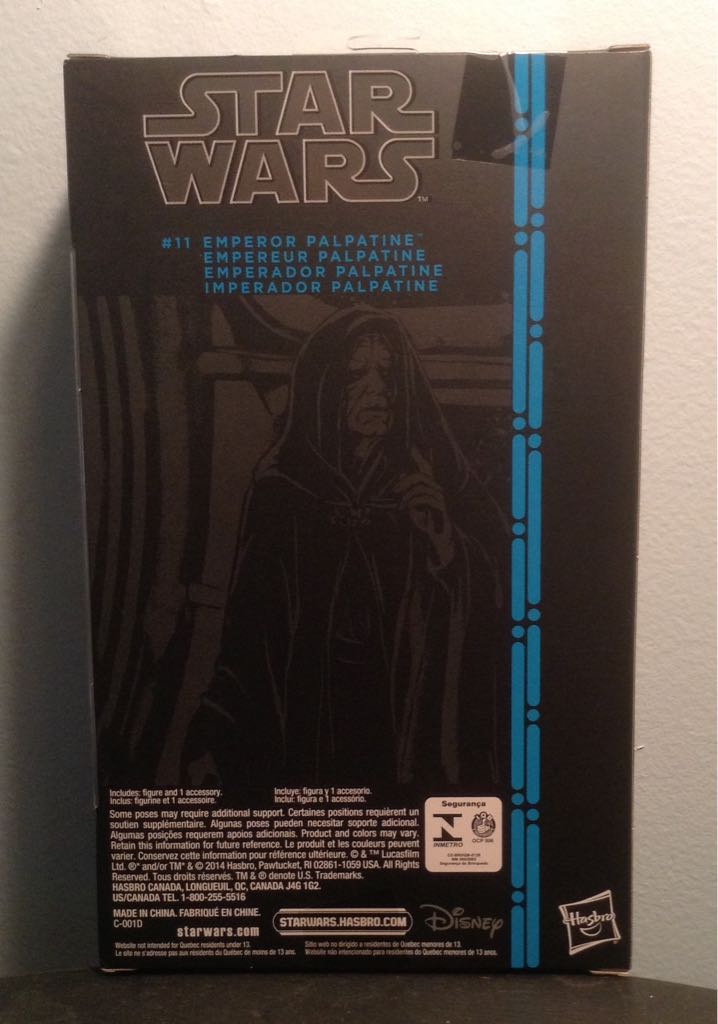 STAR
WARS™
#11 EMPEROR PALPATINE™
EMPEREUR PALPATINE
EMPERADOR PALPATINE
IMPERADOR PALPATINE
Includes: figure and 1 accessory.
Inclus: figurine et 1 accessoire.
Incluye: figura y 1 accesorio.
Inclui: figura e 1 acessório.
Some poses may require additional support. Certaines positions requièrent un
soutien supplémentaire. Algunas poses pueden necesitar soporte adicional.
Algumas posições requerem apoios adicionais. Product and colors may vary.
Retain this information for future reference. Le produit et les couleurs peuvent
varier. Conservez cette information pour référence ultérieure. © & ™ Lucasfilm
Ltd. ®* and/or TM* & © 2014 Hasbro, Pawtucket, RI 02861-1059 USA. All Rights
Reserved. Tous droits réservés. TM & ® denote U.S. Trademarks.
HASBRO CANADA, LONGUEUIL, QC, CANADA J4G 1G2.
US/CANADA TEL. 1-800-255-5516
MADE IN CHINA. FABRIQUÉ EN CHINE.
C-001D
starwars.com
STARWARS.HASBRO.COM
Disney
Segurança
N
INMETRO
OCP 006
Segurança do Brinquedo
Hasbro
Website not intended for Quebec residents under 13.
Le site ne s'adresse pas aux résidents du Québec de moins de 13 ans.
Sitio web no dirigido a residentes de Quebec menores de 13.
Website não intencionado para residentes do Quebec menores de 13 anos.